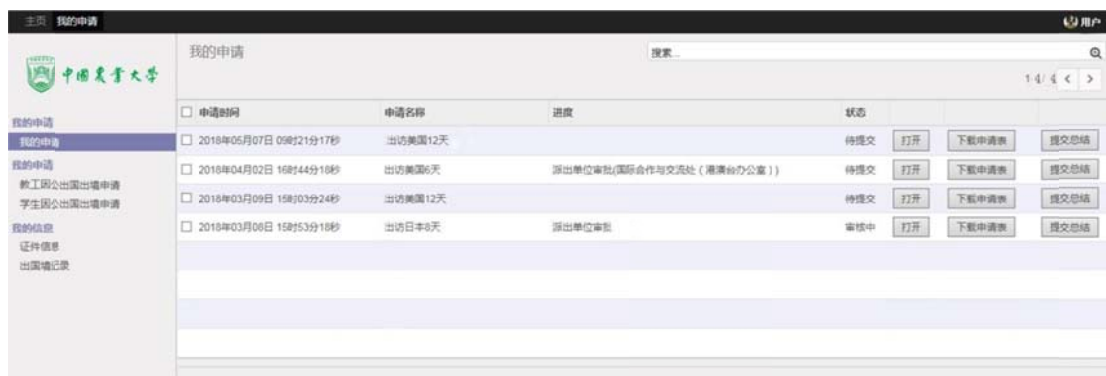 主页 我的申请 用户
中国农业大学
我的申请 搜索...
1-4/ 4
我的申请
我的申请
我的申请
教工因公出国出境申请
学生因公出国出境申请
我的信息
证件信息
出国境记录
申请时间 申请名称 进度 状态
2018年05月07日 09时21分17秒 出访美国12天 待提交 打开 下载申请表 提交总结
2018年04月02日 16时44分18秒 出访美国6天 派出单位审批(国际合作与交流处(港澳台办公室)) 待提交 打开 下载申请表 提交总结
2018年03月09日 15时03分24秒 出访美国12天 待提交 打开 下载申请表 提交总结
2018年03月08日 15时53分18秒 出访日本8天 派出单位审批 审核中 打开 下载申请表 提交总结